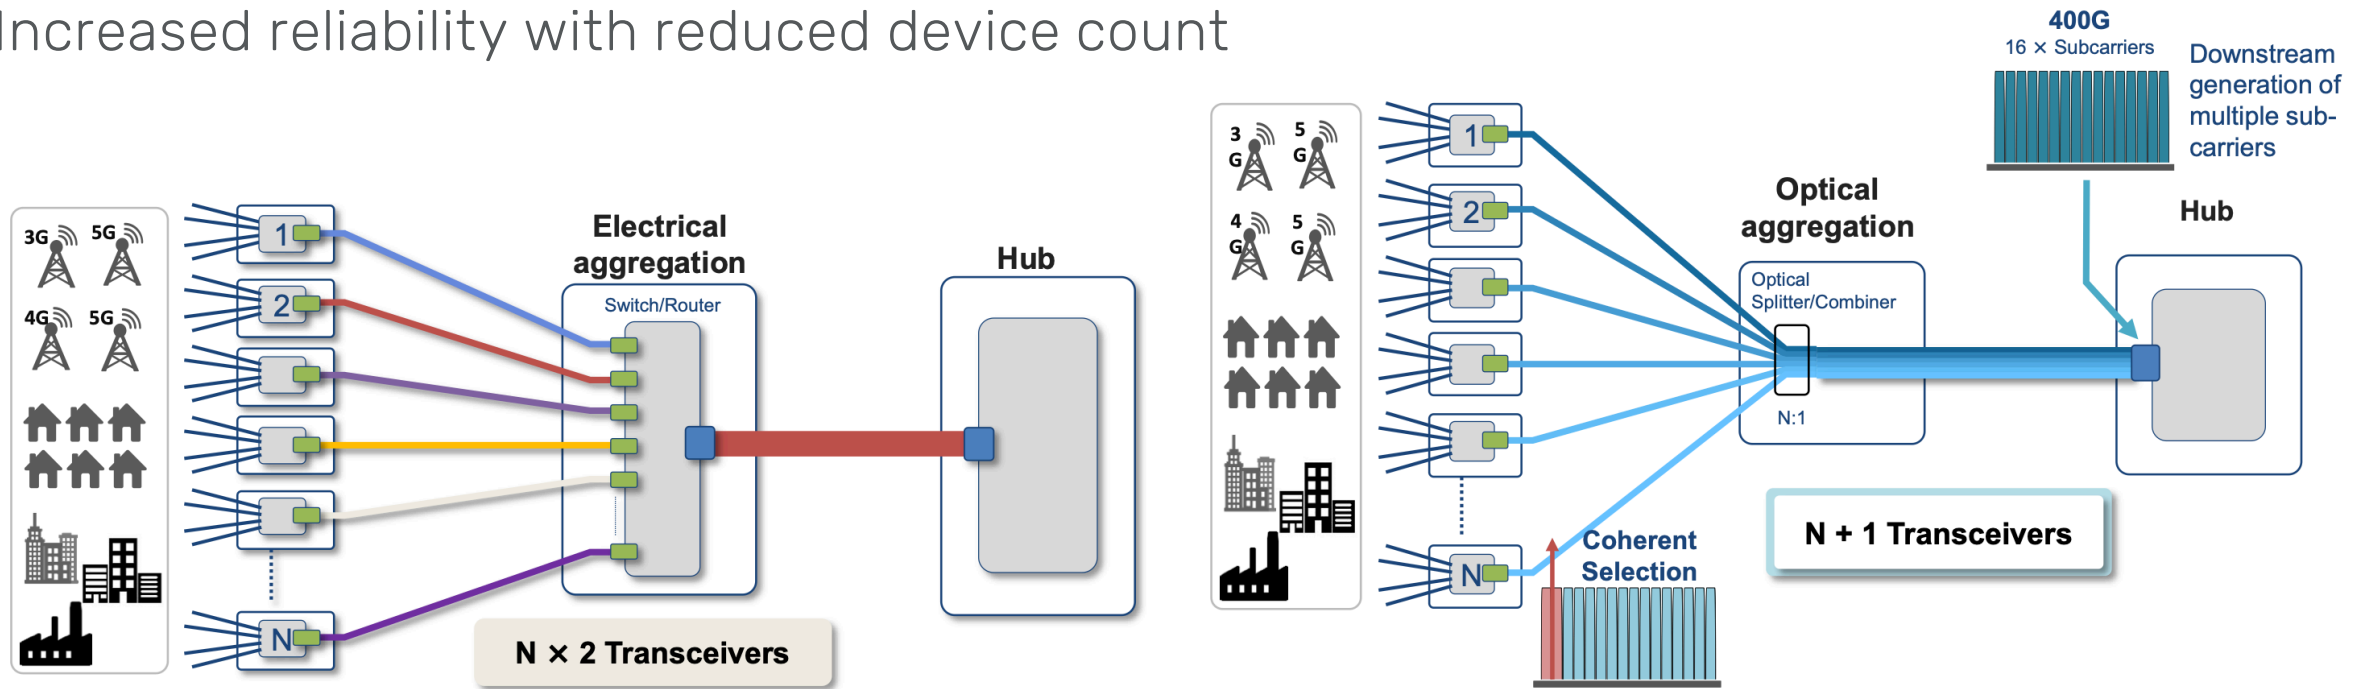 Increased reliability with reduced device count
3G
5G
4G
5G
1
2
N
Electrical
aggregation
Switch/Router
Hub
N × 2 Transceivers
3
G
5
G
4
G
5
G
1
2
N
Optical
aggregation
Optical
Splitter/Combiner
N:1
400G
16 × Subcarriers
Downstream
generation of
multiple sub-
carriers
Hub
N + 1 Transceivers
Coherent
Selection